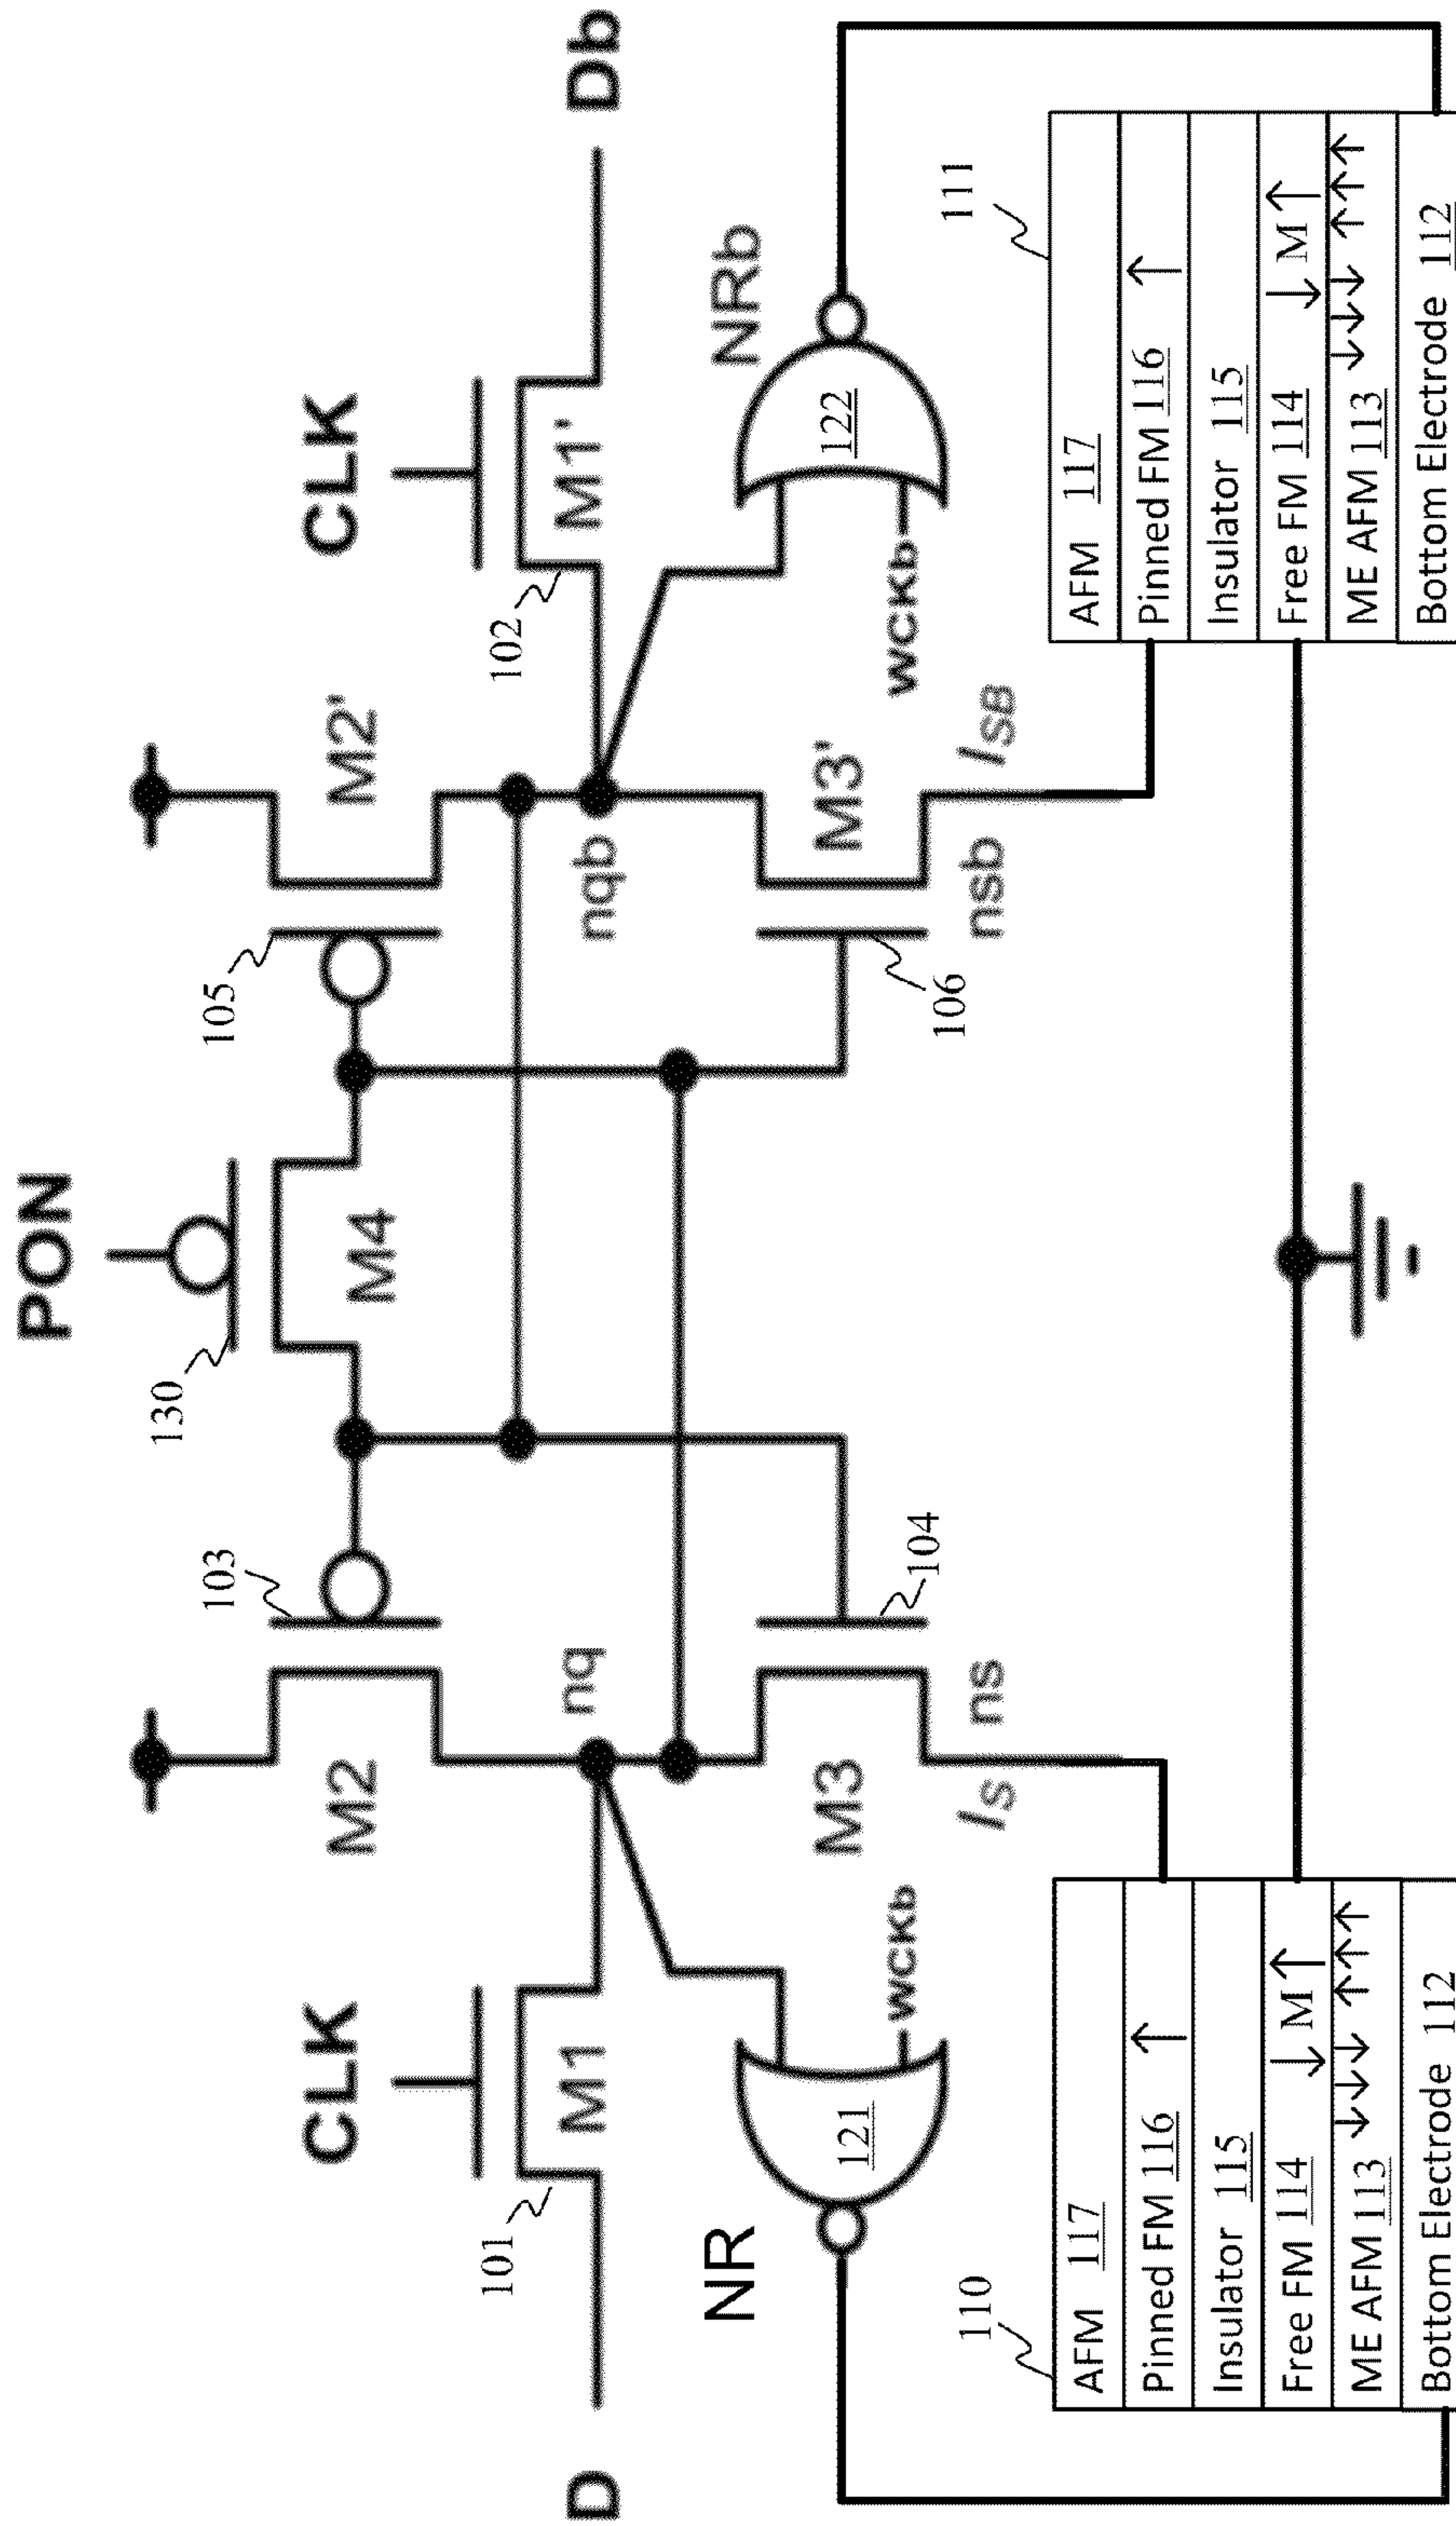 PON
CLK
CLK
130
M4
103
105
M2
M2'
nq
nqb
D
Db
101
M1
M1'
102
NR
NRb
121
122
WCKb
WCKb
M3
M3'
104
106
IS
ns
nsb
ISB
110
111
AFM 117
Pinned FM 116 ↑
Insulator 115
Free FM 114 ↓ M ↑
ME AFM 113 ↓↓↓ ↑↑↑↑
Bottom Electrode 112
AFM 117
Pinned FM 116 ↑
Insulator 115
Free FM 114 ↓ M ↑
ME AFM 113 ↓↓↓ ↑↑↑↑
Bottom Electrode 112